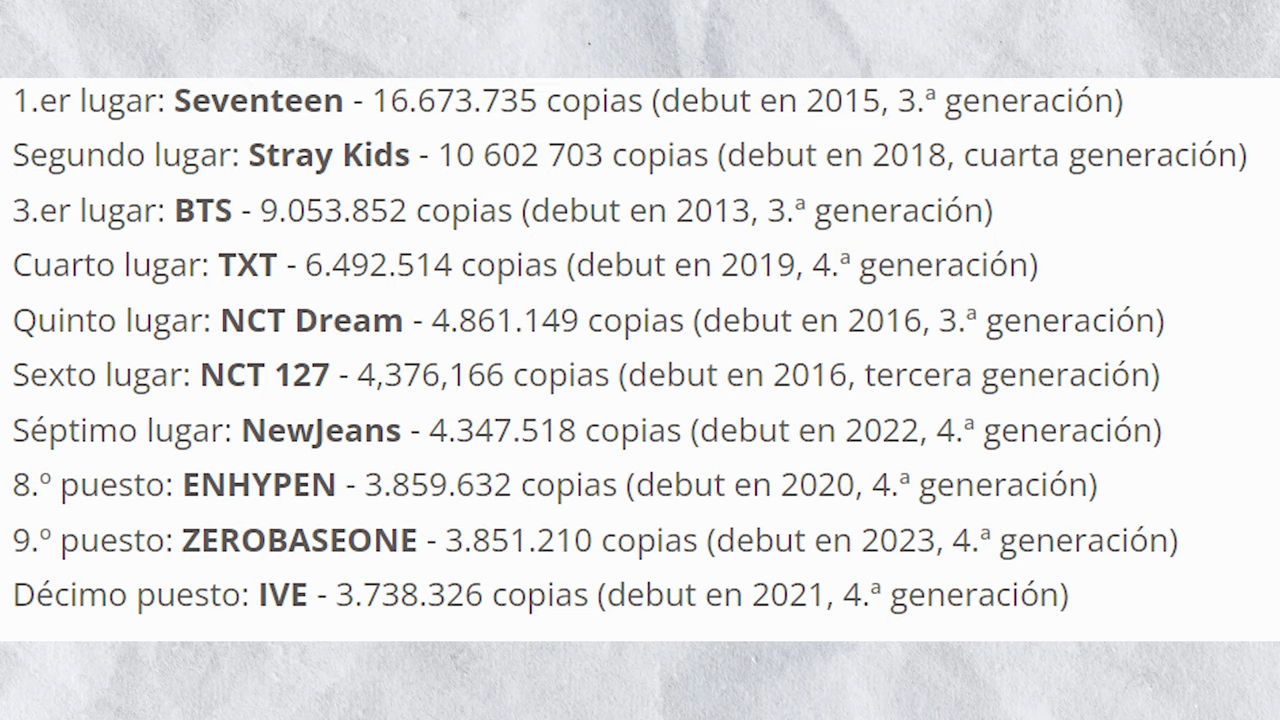 1.er lugar: Seventeen - 16.673.735 copias (debut en 2015, 3.ª generación)
Segundo lugar: Stray Kids - 10 602 703 copias (debut en 2018, cuarta generación)
3.er lugar: BTS - 9.053.852 copias (debut en 2013, 3.ª generación)
Cuarto lugar: TXT - 6.492.514 copias (debut en 2019, 4.ª generación)
Quinto lugar: NCT Dream - 4.861.149 copias (debut en 2016, 3.ª generación)
Sexto lugar: NCT 127 - 4,376,166 copias (debut en 2016, tercera generación)
Séptimo lugar: NewJeans - 4.347.518 copias (debut en 2022, 4.ª generación)
8.º puesto: ENHYPEN - 3.859.632 copias (debut en 2020, 4.ª generación)
9.º puesto: ZEROBASEONE - 3.851.210 copias (debut en 2023, 4.ª generación)
Décimo puesto: IVE - 3.738.326 copias (debut en 2021, 4.ª generación)